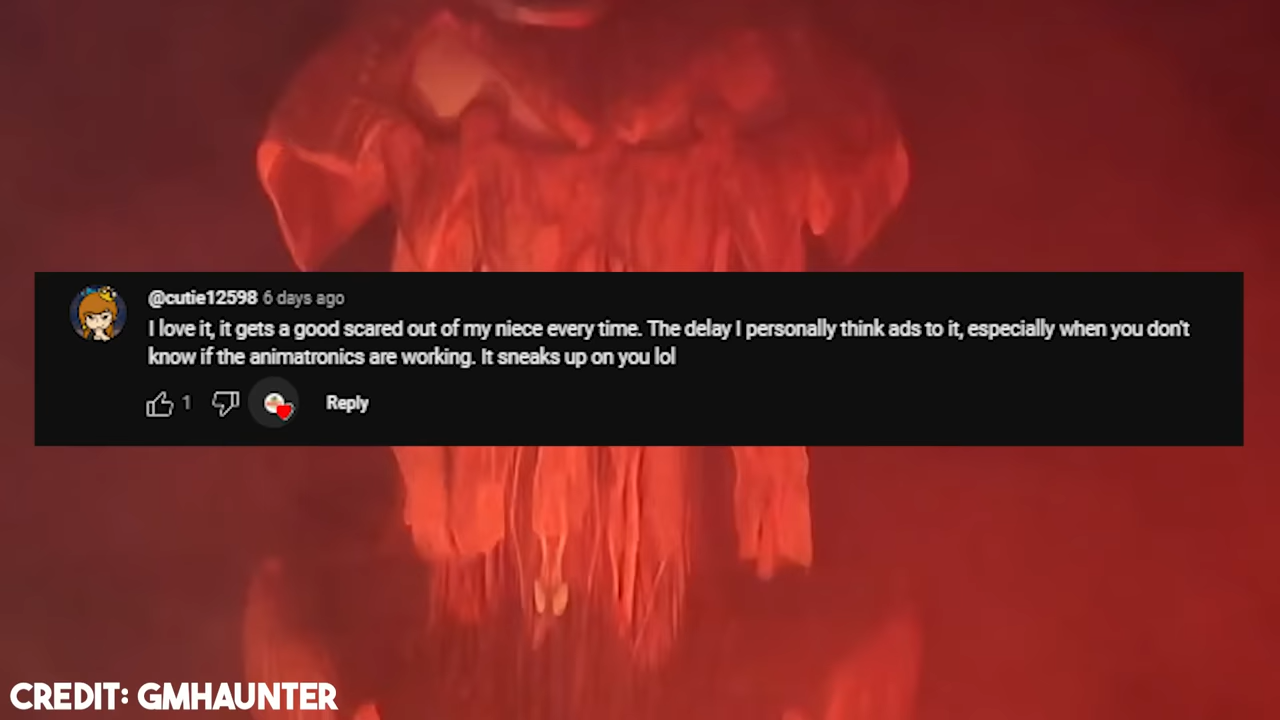 @cutie12598 6 days ago
I love it, it gets a good scared out of my niece every time. The delay I personally think ads to it, especially when you don't
know if the animatronics are working. It sneaks up on you lol
1 Reply
CREDIT: GMHAUNTER